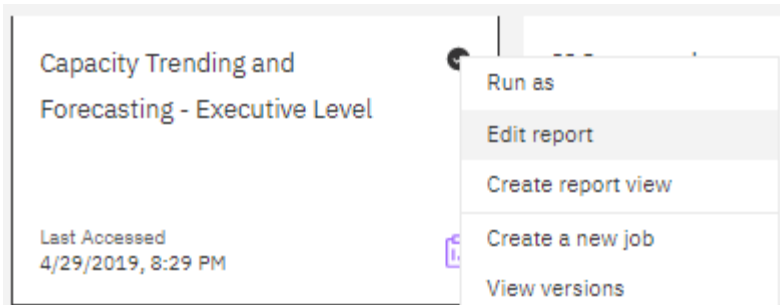 Capacity Trending and
Forecasting - Executive Level
Last Accessed
4/29/2019, 8:29 PM
Run as
Edit report
Create report view
Create a new job
View versions